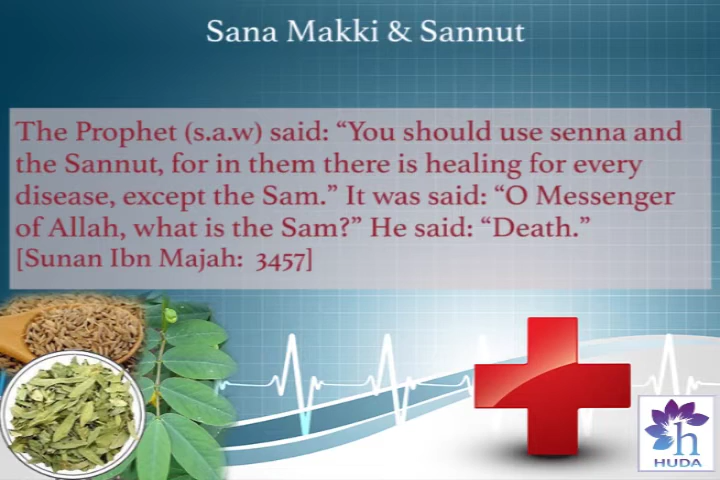 Sana Makki & Sannut
The Prophet (s.a.w) said: “You should use senna and
the Sannut, for in them there is healing for every
disease, except the Sam.” It was said: “O Messenger
of Allah, what is the Sam?” He said: “Death.”
[Sunan Ibn Majah:  3457]
h
HUDA